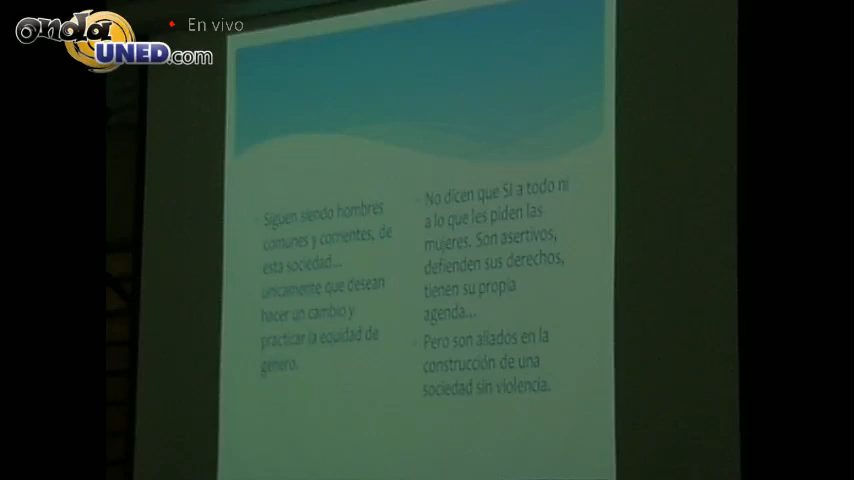 onda
UNED.com
En vivo
Siguen siendo hombres
comunes y corrientes, de
esta sociedad...
unicamente que desean
hacer un cambio y
practicar la equidad de
genero.
No dicen que SI a todo ni
a lo que les piden las
mujeres. Son asertivos,
defienden sus derechos,
tienen su propia
agenda...
Pero son aliados en la
construcción de una
sociedad sin violencia.